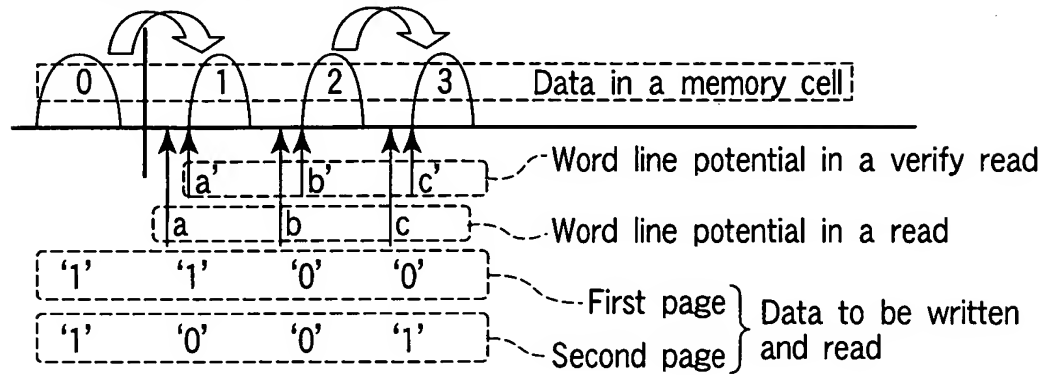 0 1 2 3 Data in a memory cell
a' b' c' Word line potential in a verify read
a b c Word line potential in a read
'1' '1' '0' '0' First page
'1' '0' '0' '1' Second page
Data to be written
and read